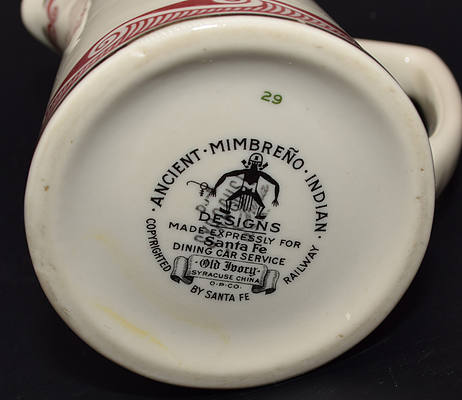 29
ANCIENT · MIMBREÑO · INDIAN
DESIGNS
MADE EXPRESSLY FOR
Santa Fe
DINING CAR SERVICE
Old Ivory
SYRACUSE CHINA
O.P.CO.
COPYRIGHTED BY SANTA FE RAILWAY